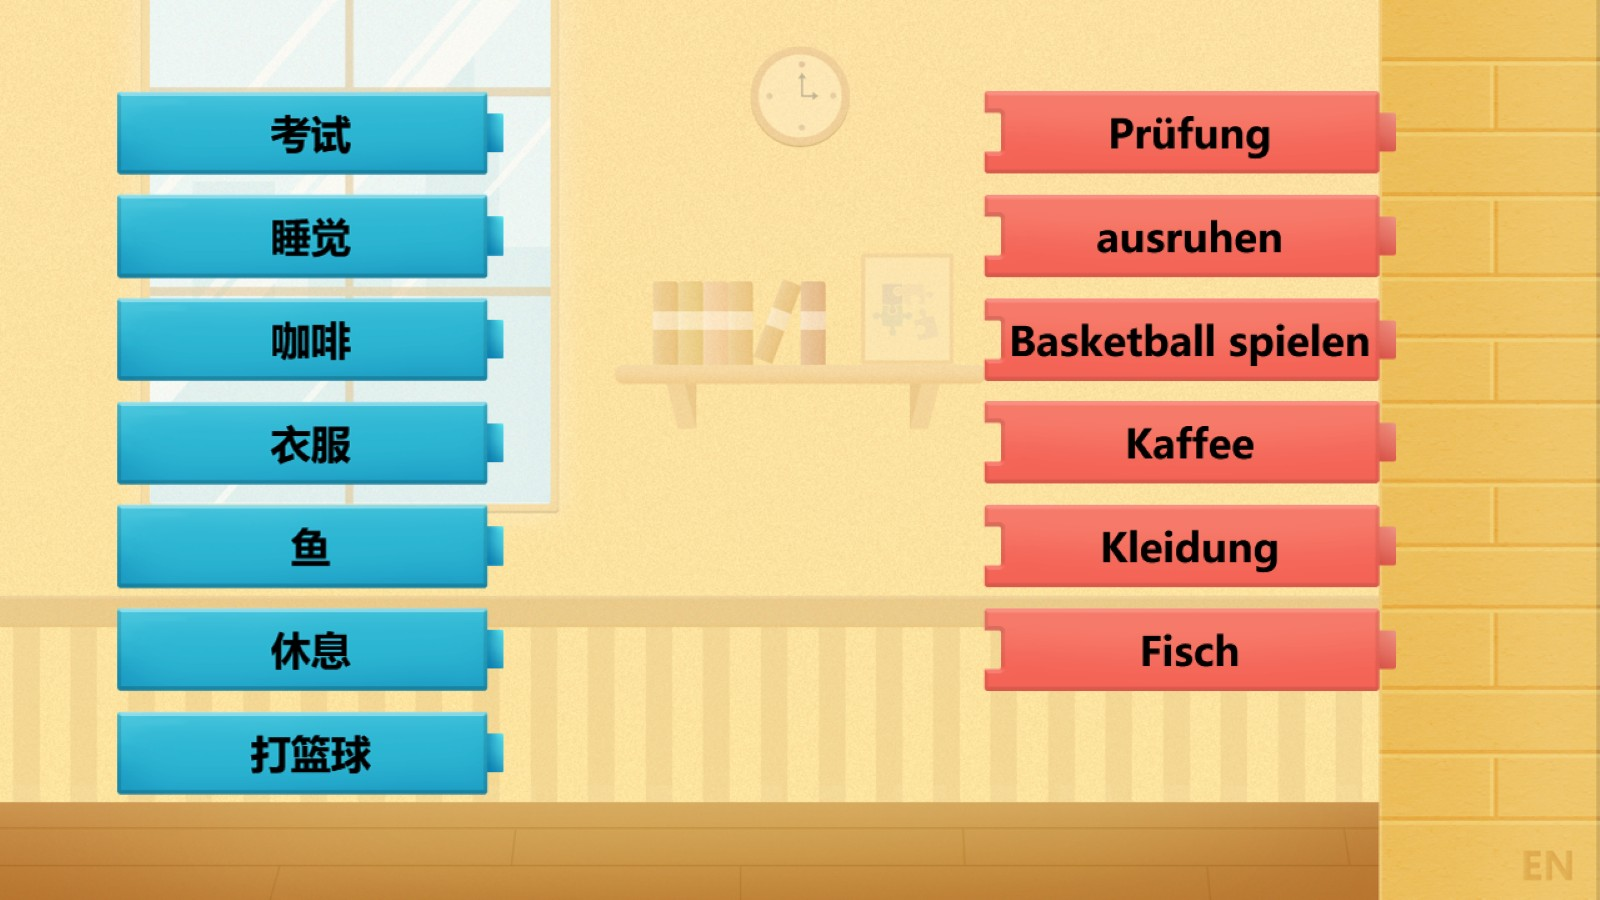 考试
睡觉
咖啡
衣服
鱼
休息
打篮球
Prüfung
ausruhen
Basketball spielen
Kaffee
Kleidung
Fisch
EN